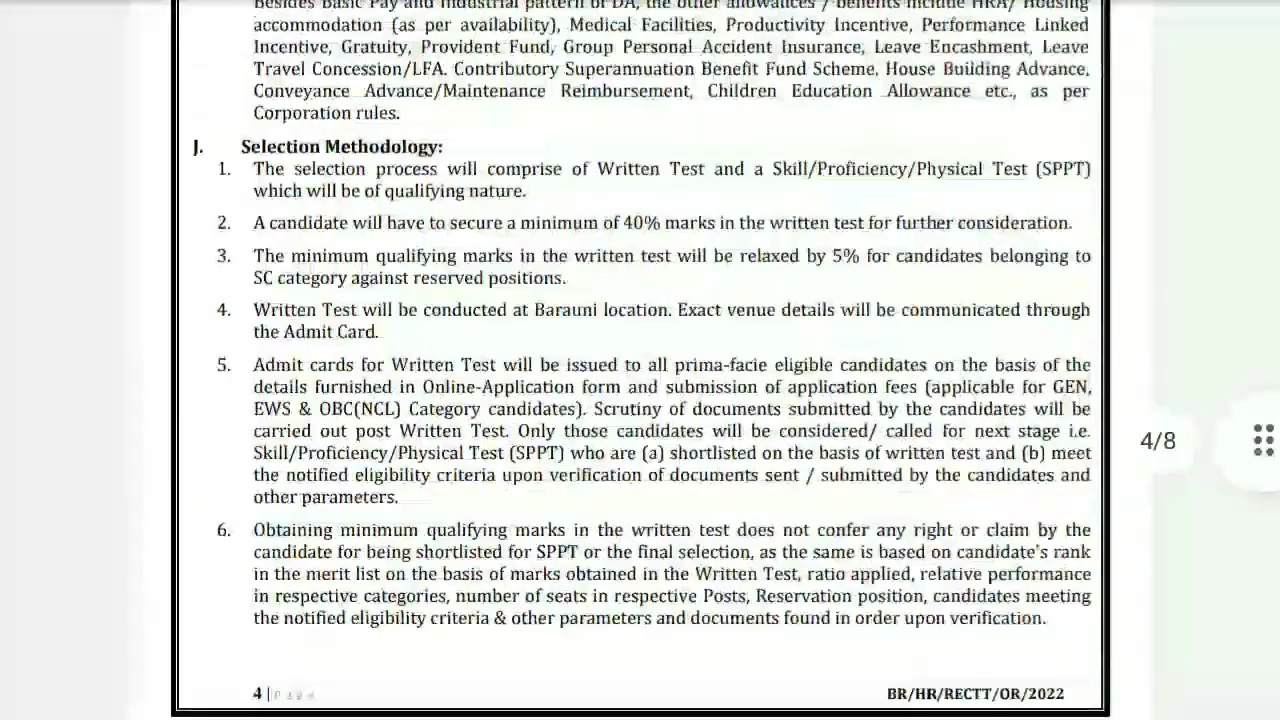 Besides Basic Pay and Industrial pattern of DA, the other allowances / benefits include HRA/ Housing
accommodation (as per availability), Medical Facilities, Productivity Incentive, Performance Linked
Incentive, Gratuity, Provident Fund, Group Personal Accident Insurance, Leave Encashment, Leave
Travel Concession/LFA. Contributory Superannuation Benefit Fund Scheme, House Building Advance,
Conveyance Advance/Maintenance Reimbursement, Children Education Allowance etc., as per
Corporation rules.
J. Selection Methodology:
1. The selection process will comprise of Written Test and a Skill/Proficiency/Physical Test (SPPT)
which will be of qualifying nature.
2. A candidate will have to secure a minimum of 40% marks in the written test for further consideration.
3. The minimum qualifying marks in the written test will be relaxed by 5% for candidates belonging to
SC category against reserved positions.
4. Written Test will be conducted at Barauni location. Exact venue details will be communicated through
the Admit Card.
5. Admit cards for Written Test will be issued to all prima-facie eligible candidates on the basis of the
details furnished in Online-Application form and submission of application fees (applicable for GEN,
EWS & OBC(NCL) Category candidates). Scrutiny of documents submitted by the candidates will be
carried out post Written Test. Only those candidates will be considered/ called for next stage i.e.
Skill/Proficiency/Physical Test (SPPT) who are (a) shortlisted on the basis of written test and (b) meet
the notified eligibility criteria upon verification of documents sent / submitted by the candidates and
other parameters.
6. Obtaining minimum qualifying marks in the written test does not confer any right or claim by the
candidate for being shortlisted for SPPT or the final selection, as the same is based on candidate's rank
in the merit list on the basis of marks obtained in the Written Test, ratio applied, relative performance
in respective categories, number of seats in respective Posts, Reservation position, candidates meeting
the notified eligibility criteria & other parameters and documents found in order upon verification.
4 | Page
BR/HR/RECTT/OR/2022
4/8